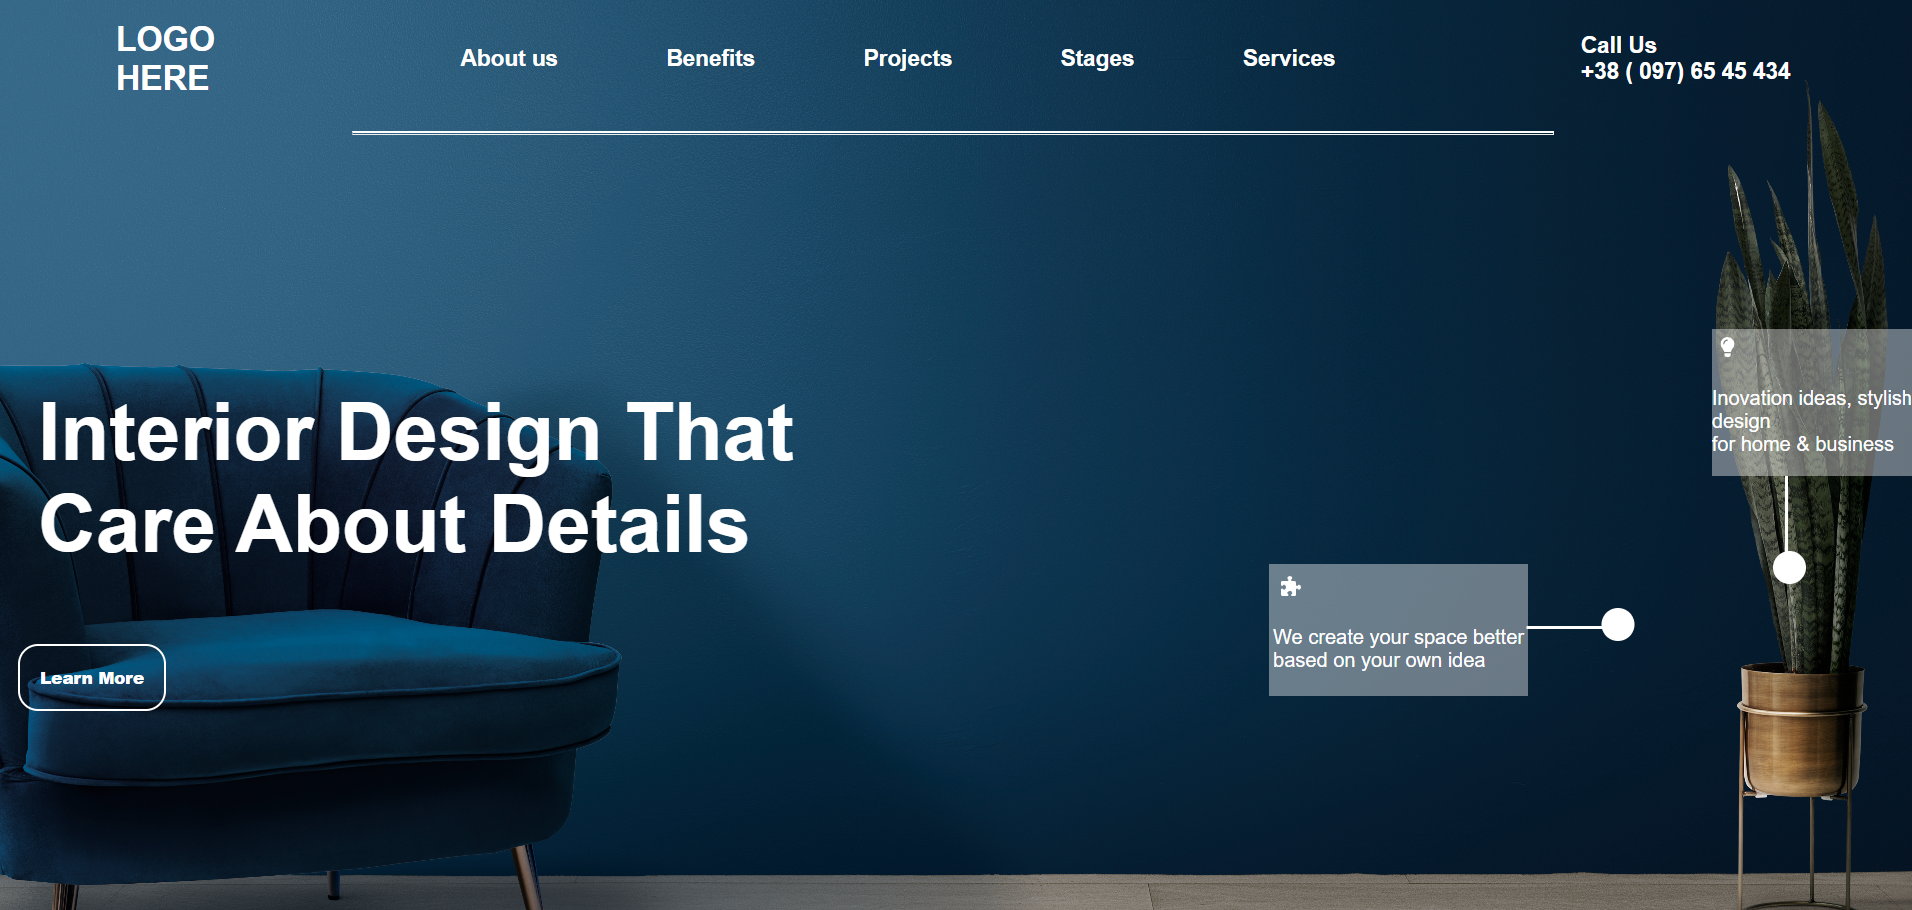 LOGO
HERE
About us
Benefits
Projects
Stages
Services
Call Us
+38 ( 097) 65 45 434
Interior Design That
Care About Details
Learn More
Inovation ideas, stylish
design
for home & business
We create your space better
based on your own idea